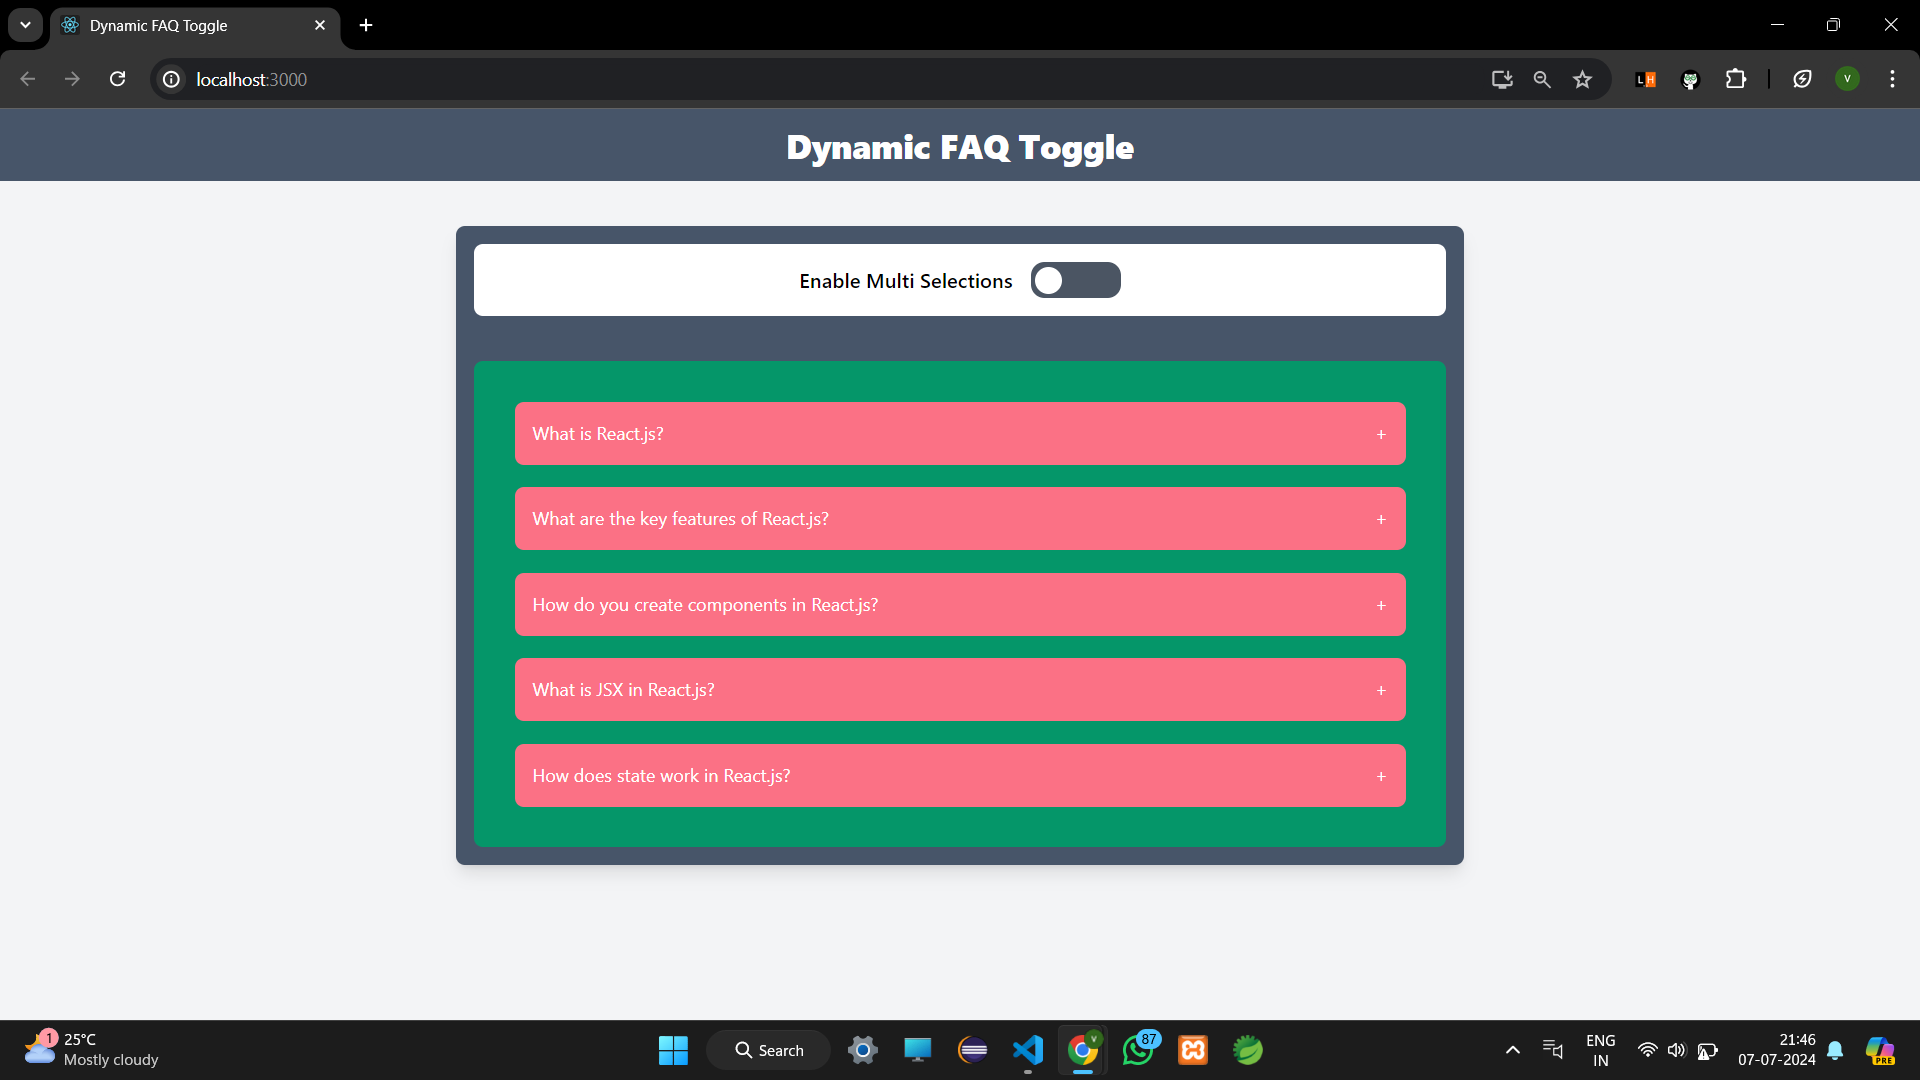 Dynamic FAQ Toggle
localhost:3000
LH
V
Dynamic FAQ Toggle
Enable Multi Selections
What is React.js? +
What are the key features of React.js? +
How do you create components in React.js? +
What is JSX in React.js? +
How does state work in React.js? +
1
25°C
Mostly cloudy
Search
V
87
ENG
IN
21:46
07-07-2024
PRE